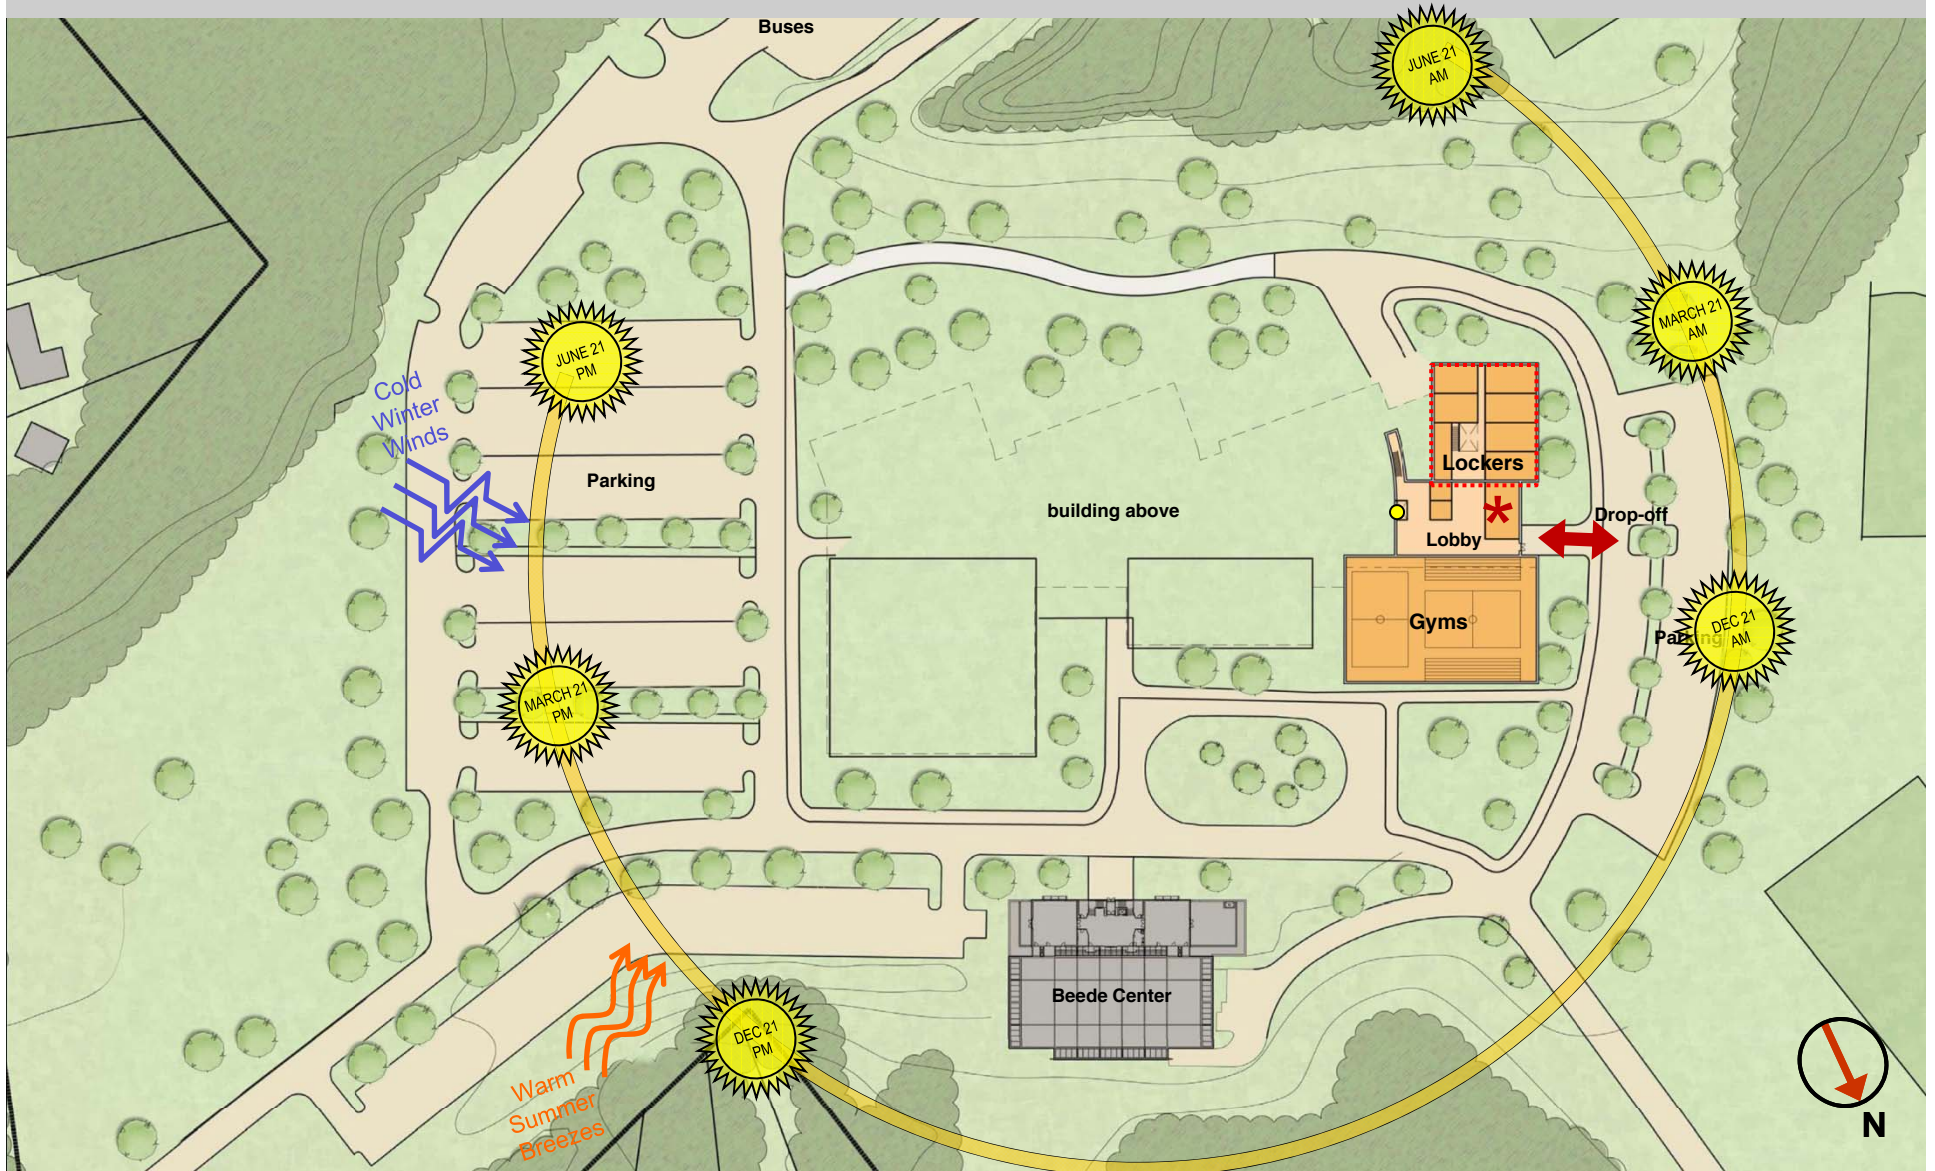 Buses
JUNE 21
AM
MARCH 21
AM
JUNE 21
PM
Cold
Winter
Winds
Parking
building above
Lockers
*
Drop-off
Lobby
Gyms
DEC 21
AM
Parking
MARCH 21
PM
Beede Center
DEC 21
PM
Warm
Summer
Breezes
N